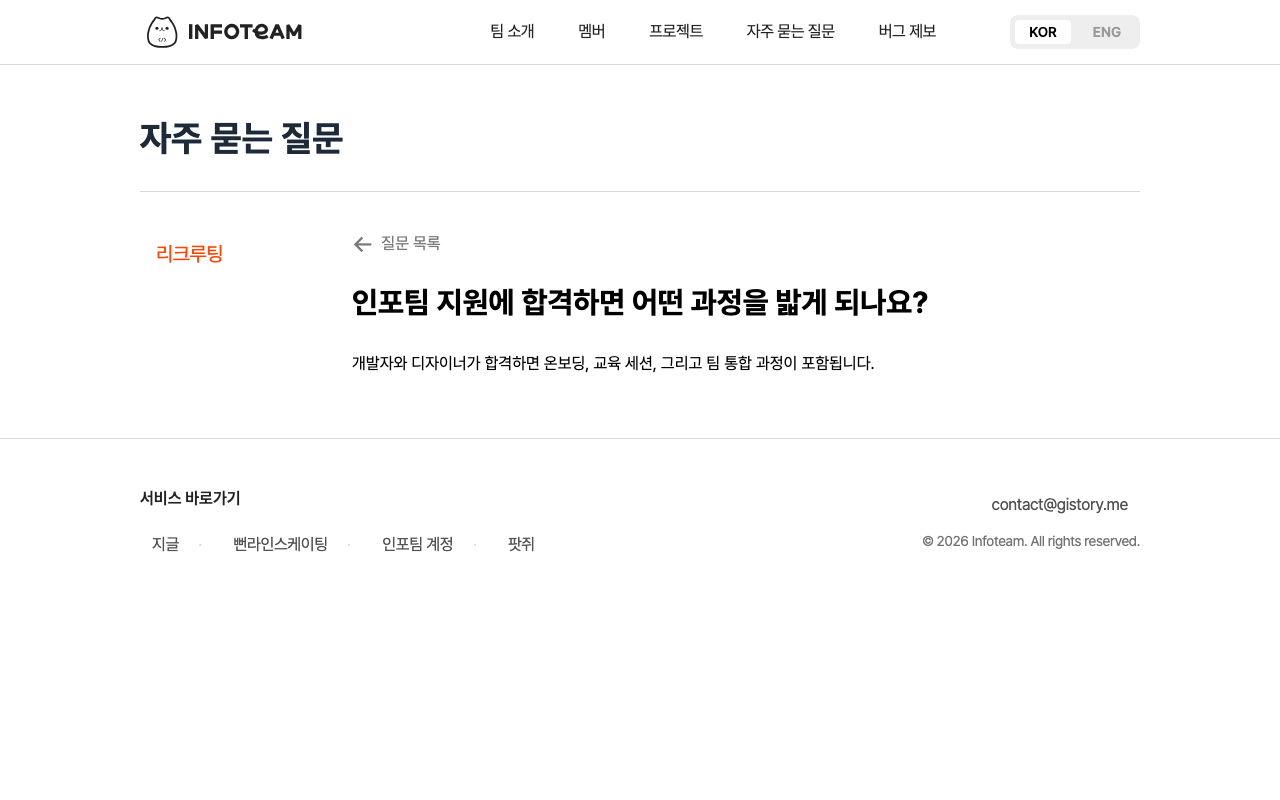 INFOTEAM
팀 소개
멤버
프로젝트
자주 묻는 질문
버그 제보
KOR
ENG
자주 묻는 질문
리크루팅
← 질문 목록
인포팀 지원에 합격하면 어떤 과정을 밟게 되나요?
개발자와 디자이너가 합격하면 온보딩, 교육 세션, 그리고 팀 통합 과정이 포함됩니다.
서비스 바로가기
지글 · 뻔라인스케이팅 · 인포팀 계정 · 팟쥐
contact@gistory.me
© 2026 Infoteam. All rights reserved.